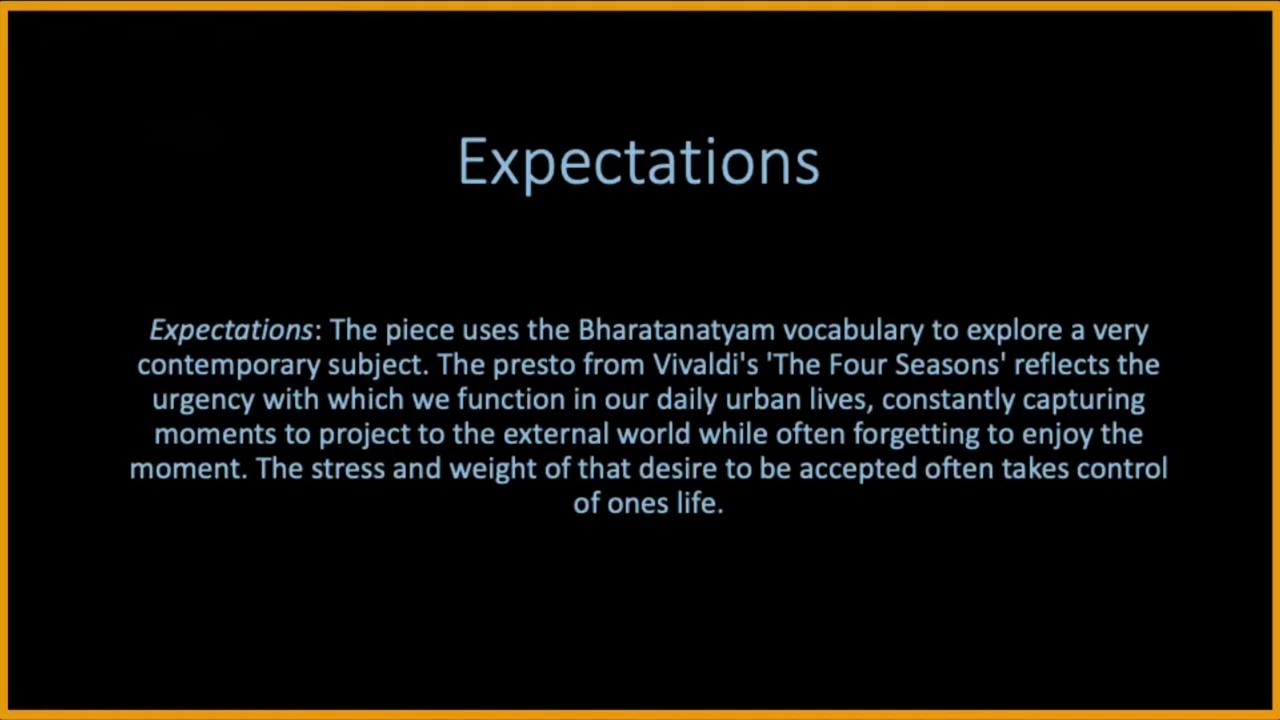 Expectations
Expectations: The piece uses the Bharatanatyam vocabulary to explore a very
contemporary subject. The presto from Vivaldi's 'The Four Seasons' reflects the
urgency with which we function in our daily urban lives, constantly capturing
moments to project to the external world while often forgetting to enjoy the
moment. The stress and weight of that desire to be accepted often takes control
of ones life.